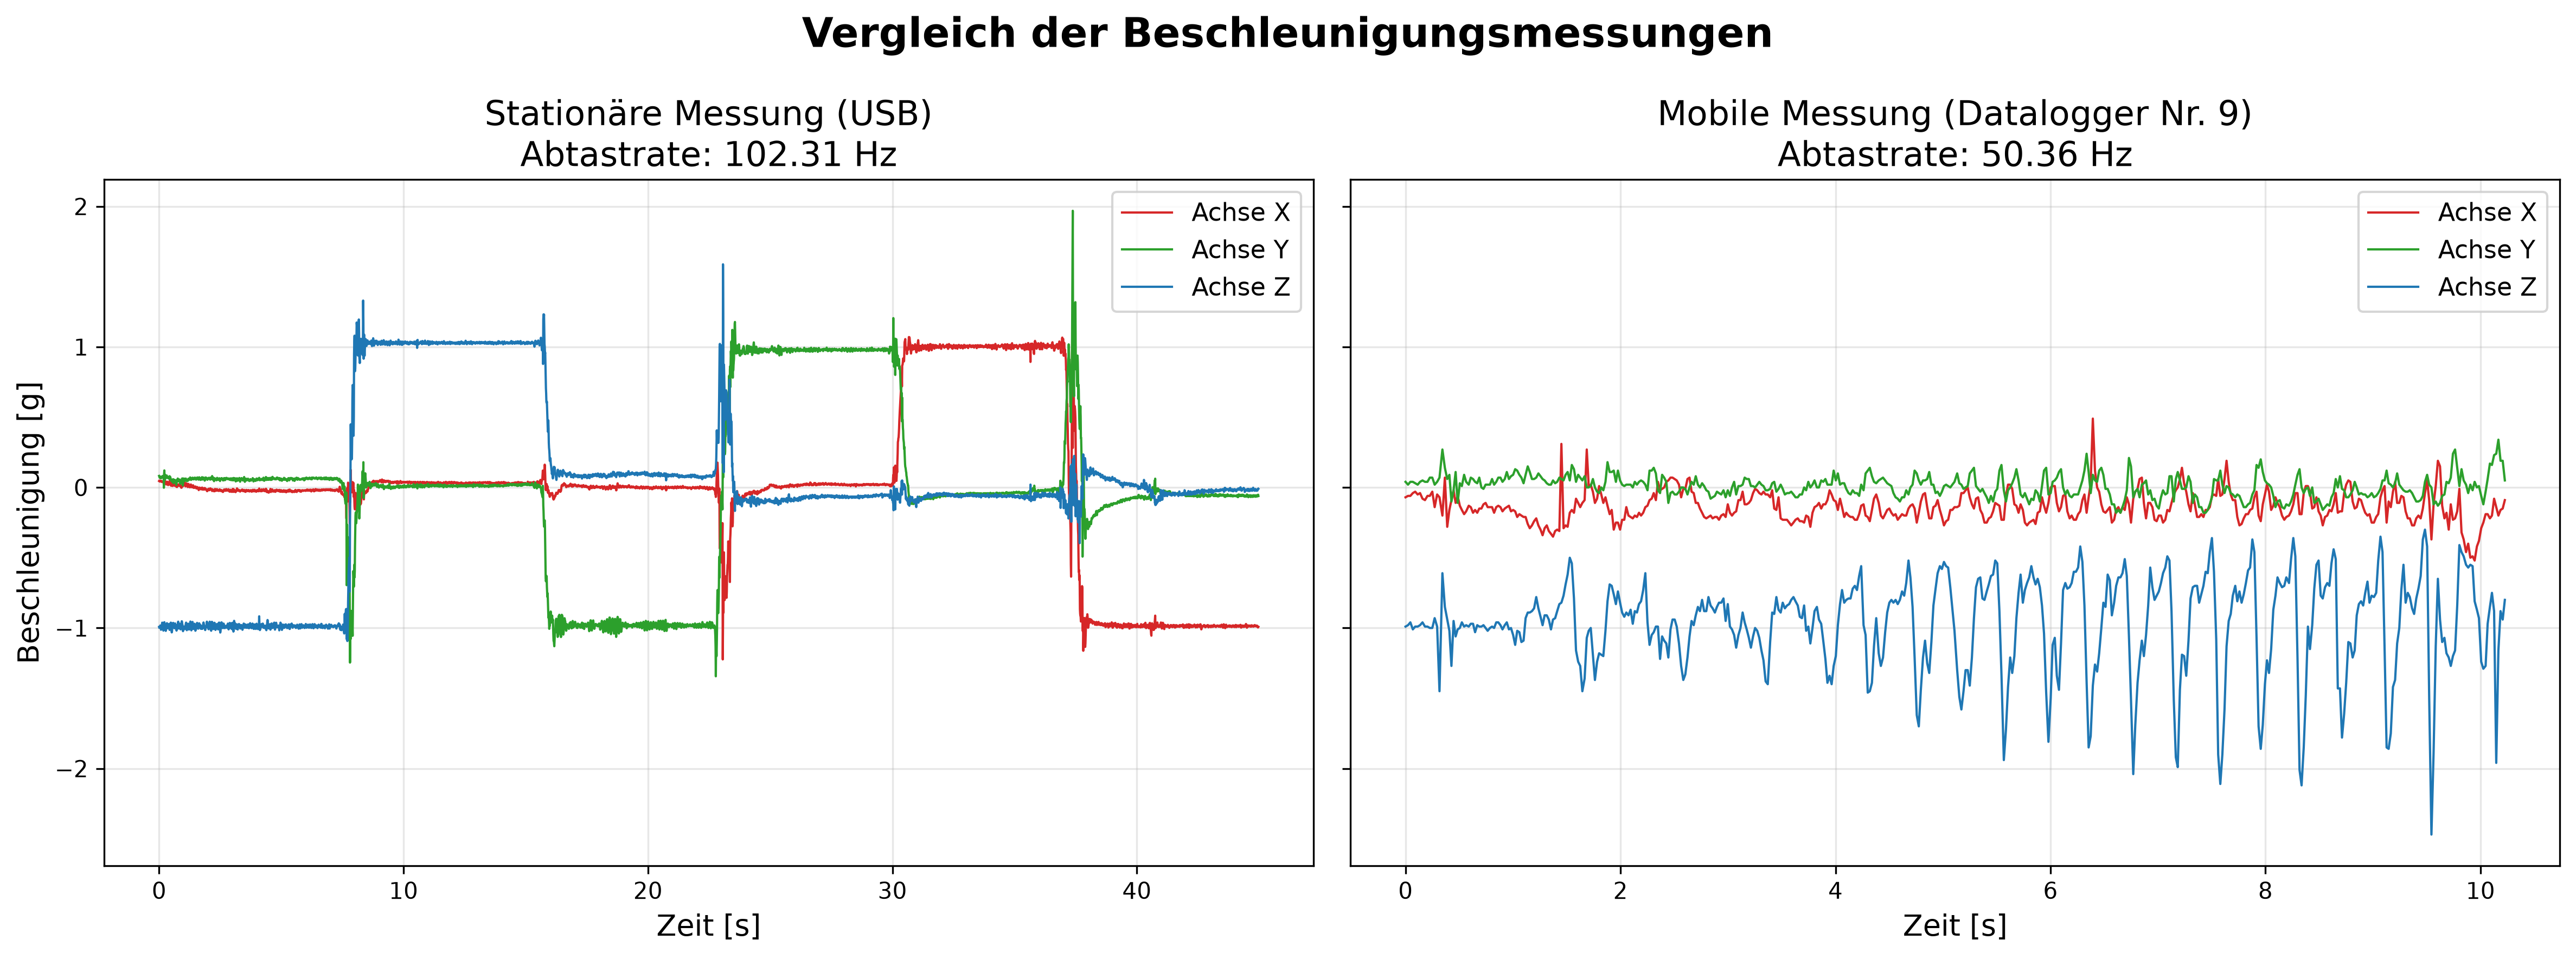 Vergleich der Beschleunigungsmessungen
Stationäre Messung (USB)
Abtastrate: 102.31 Hz
Beschleunigung [g]
2
1
0
−1
−2
Achse X
Achse Y
Achse Z
0
10
20
30
40
Zeit [s]
Mobile Messung (Datalogger Nr. 9)
Abtastrate: 50.36 Hz
Achse X
Achse Y
Achse Z
0
2
4
6
8
10
Zeit [s]